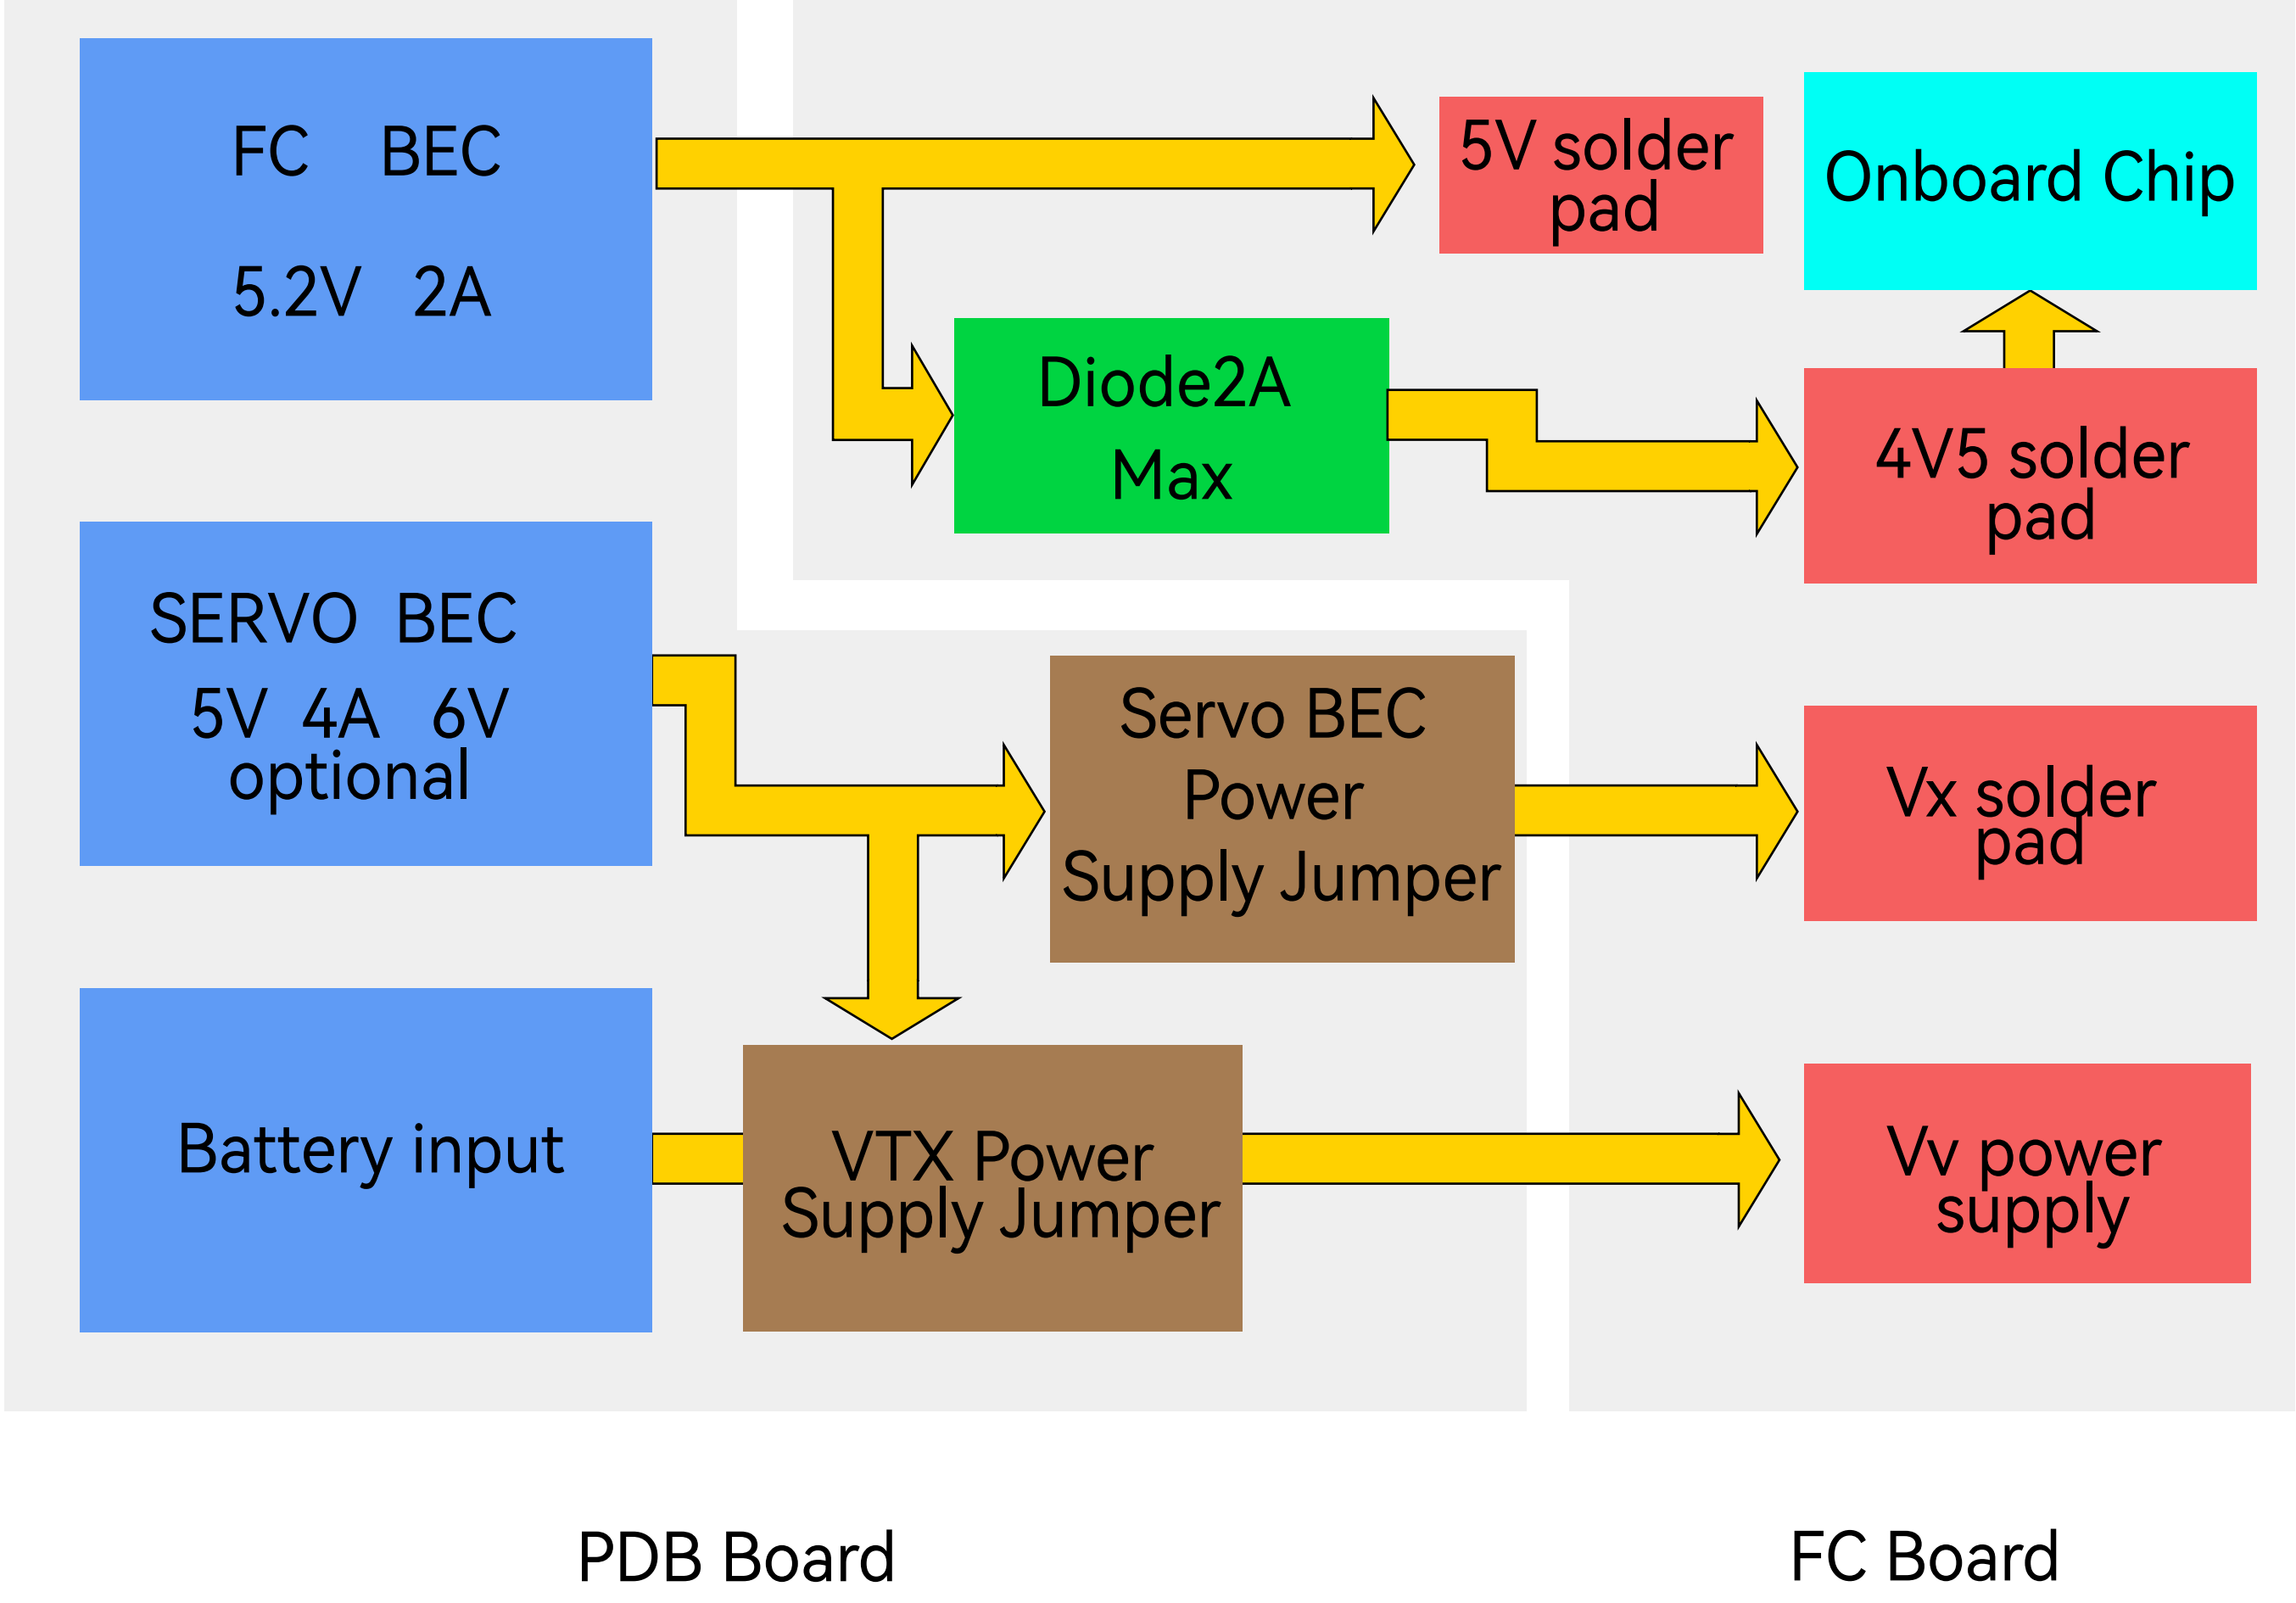 FC BEC
5.2V 2A
5V solder
pad
Onboard Chip
Diode2A
Max
4V5 solder
pad
SERVO BEC
5V 4A 6V
optional
Servo BEC
Power
Supply Jumper
Vx solder
pad
Battery input
VTX Power
Supply Jumper
Vv power
supply
PDB Board
FC Board